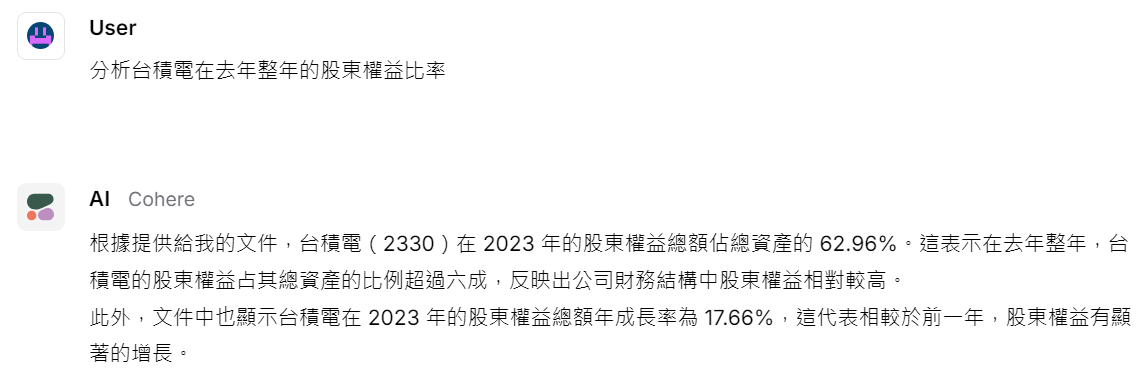 User
分析台積電在去年整年的股東權益比率
AI Cohere
根據提供給我的文件，台積電（2330）在 2023 年的股東權益總額佔總資產的 62.96%。這表示在去年整年，台
積電的股東權益占其總資產的比例超過六成，反映出公司財務結構中股東權益相對較高。
此外，文件中也顯示台積電在 2023 年的股東權益總額年成長率為 17.66%，這代表相較於前一年，股東權益有顯
著的增長。